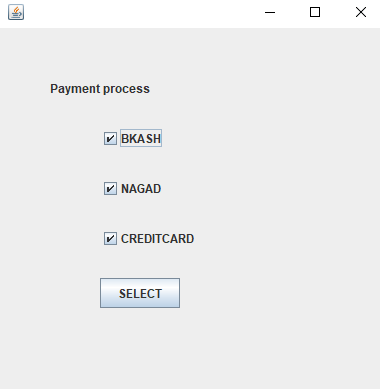 Payment process
BKASH
NAGAD
CREDITCARD
SELECT